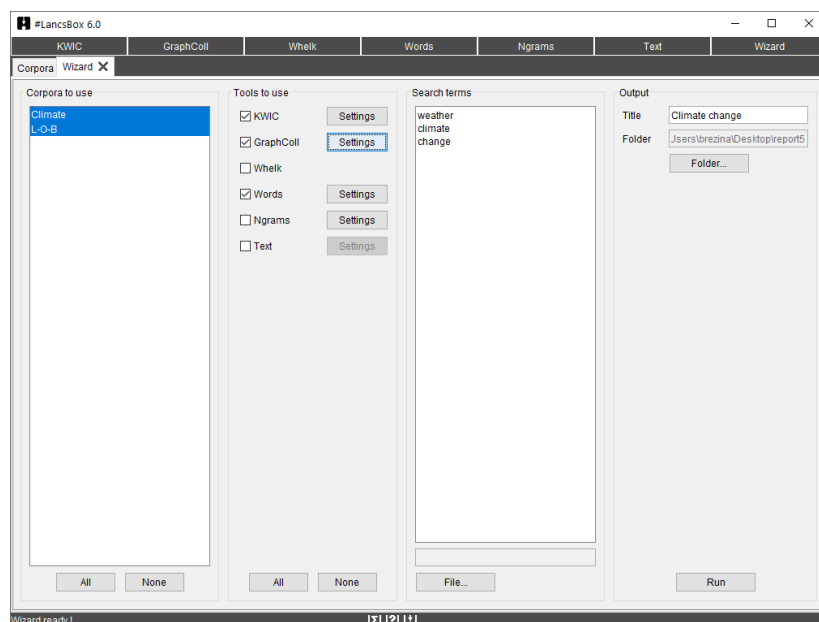 #LancsBox 6.0
KWIC GraphColl Whelk Words Ngrams Text Wizard
Corpora Wizard
Corpora to use
Climate
L-O-B
All None
Tools to use
KWIC Settings
GraphColl Settings
Whelk
Words Settings
Ngrams Settings
Text Settings
All None
Search terms
weather
climate
change
File...
Output
Title Climate change
Folder Jsers\brezina\Desktop\report5
Folder...
Run
Wizard ready !